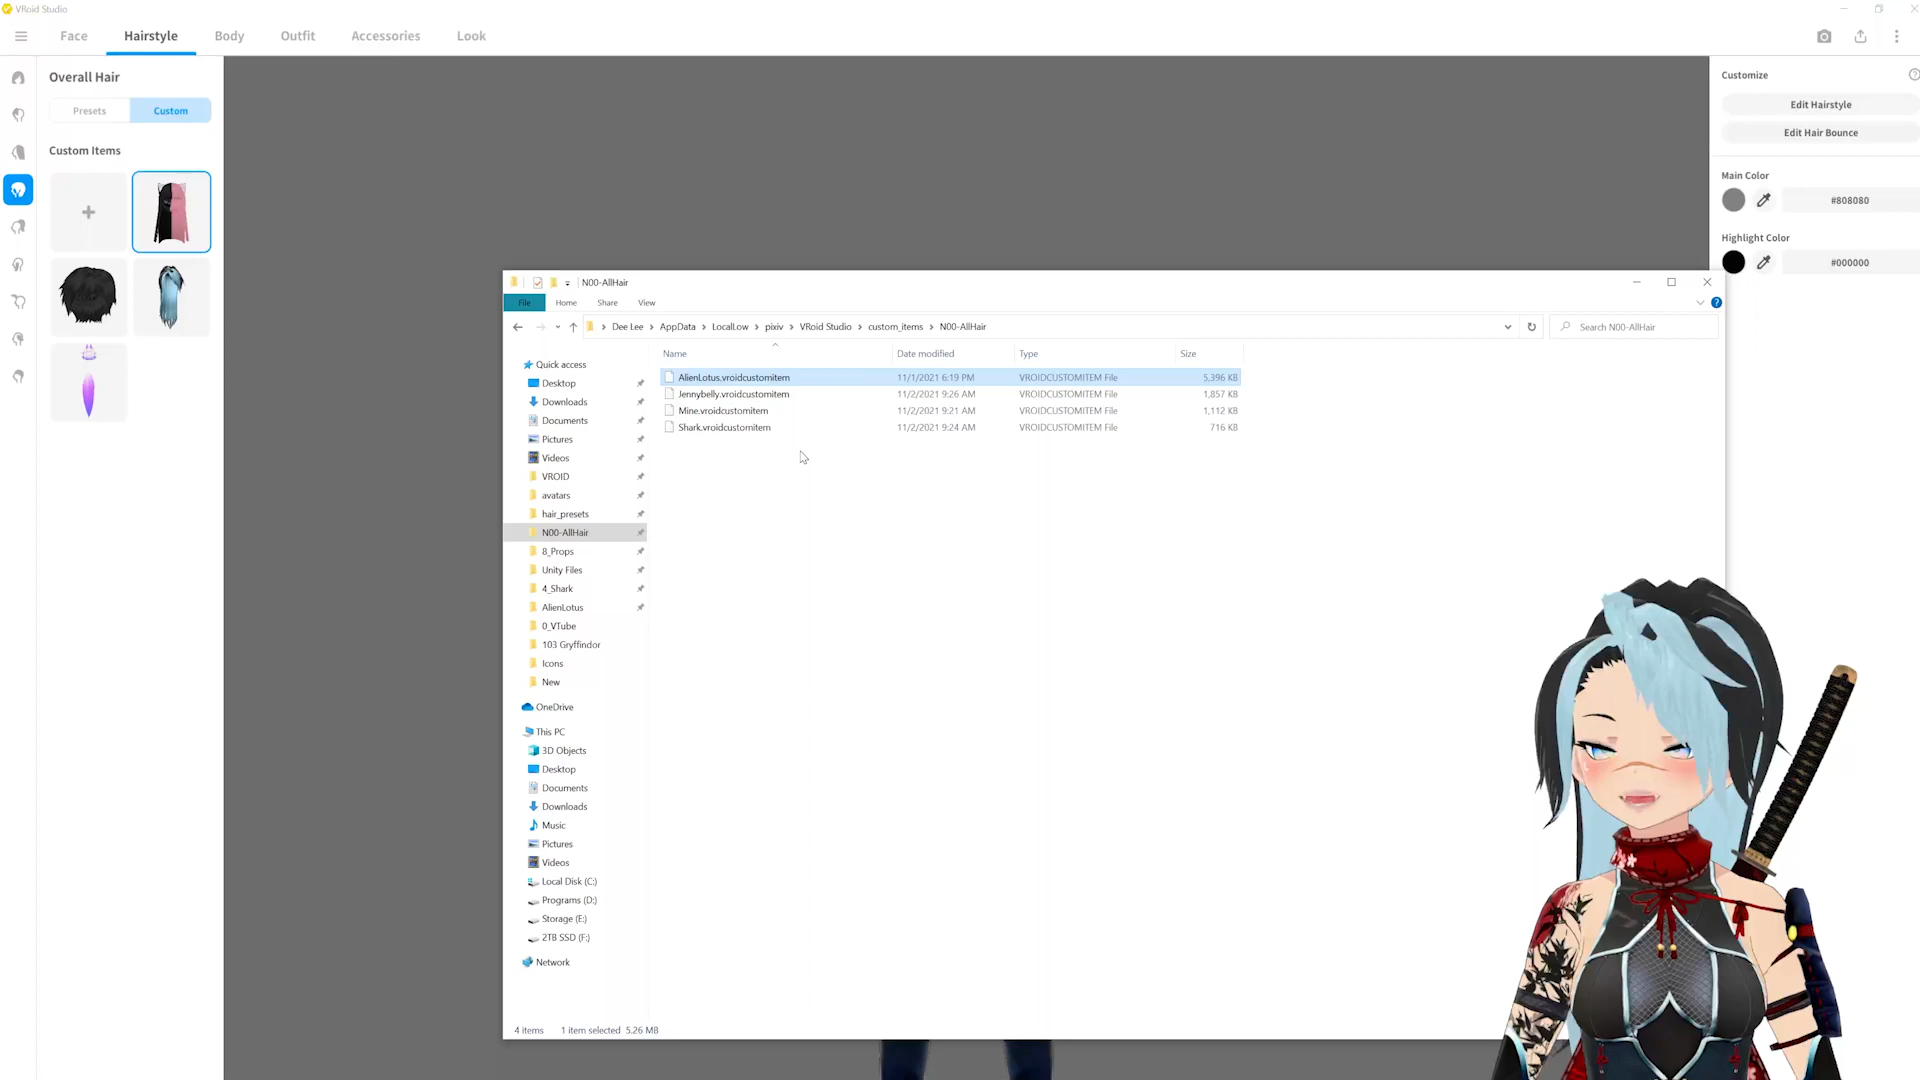 VRoid Studio
Face Hairstyle Body Outfit Accessories Look
Overall Hair
Presets Custom
Custom Items
Customize
Edit Hairstyle
Edit Hair Bounce
Main Color
#808080
Highlight Color
#000000
N00-AllHair
File Home Share View
Dee Lee > AppData > LocalLow > pixiv > VRoid Studio > custom_items > N00-AllHair
Search N00-AllHair
Name Date modified Type Size
AlienLotus.vroidcustomitem 11/1/2021 6:19 PM VROIDCUSTOMITEM File 5,396 KB
Jennybelly.vroidcustomitem 11/2/2021 9:26 AM VROIDCUSTOMITEM File 1,857 KB
Mine.vroidcustomitem 11/2/2021 9:21 AM VROIDCUSTOMITEM File 1,112 KB
Shark.vroidcustomitem 11/2/2021 9:24 AM VROIDCUSTOMITEM File 716 KB
Quick access
Desktop
Downloads
Documents
Pictures
Videos
VROID
avatars
hair_presets
N00-AllHair
8_Props
Unity Files
4_Shark
AlienLotus
0_VTube
103 Gryffindor
Icons
New
OneDrive
This PC
3D Objects
Desktop
Documents
Downloads
Music
Pictures
Videos
Local Disk (C:)
Programs (D:)
Storage (E:)
2TB SSD (F:)
Network
4 items 1 item selected 5.26 MB